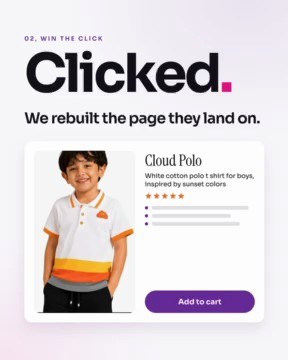 02, WIN THE CLICK
Clicked.
We rebuilt the page they land on.
Cloud Polo
White cotton polo t shirt for boys,
Inspired by sunset colors
Add to cart